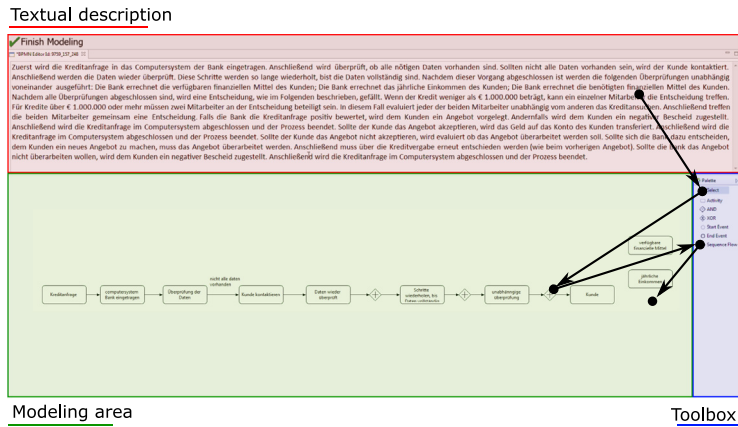 Textual description
Finish Modeling
*BPMN Editor Id: 9759_157_246
Zuerst wird die Kreditanfrage in das Computersystem der Bank eingetragen. Anschließend wird überprüft, ob alle nötigen Daten vorhanden sind. Sollten nicht alle Daten vorhanden sein, wird der Kunde kontaktiert.
Anschließend werden die Daten wieder überprüft. Diese Schritte werden so lange wiederholt, bist die Daten vollständig sind. Nachdem dieser Vorgang abgeschlossen ist werden die folgenden Überprüfungen unabhängig
voneinander ausgeführt: Die Bank errechnet die verfügbaren finanziellen Mittel des Kunden; Die Bank errechnet das jährliche Einkommen des Kunden; Die Bank errechnet die benötigten finanziellen Mittel des Kunden.
Nachdem alle Überprüfungen abgeschlossen sind, wird eine Entscheidung, wie im Folgenden beschrieben, gefällt. Wenn der Kredit weniger als € 1.000.000 beträgt, kann ein einzelner Mitarbeiter die Entscheidung treffen.
Für Kredite über € 1.000.000 oder mehr müssen zwei Mitarbeiter an der Entscheidung beteiligt sein. In diesem Fall evaluiert jeder der beiden Mitarbeiter unabhängig vom anderen das Kreditansuchen. Anschließend treffen
die beiden Mitarbeiter gemeinsam eine Entscheidung. Falls die Bank die Kreditanfrage positiv bewertet, wird dem Kunden ein Angebot vorgelegt. Andernfalls wird dem Kunden ein negativer Bescheid zugestellt.
Anschließend wird die Kreditanfrage im Computersystem abgeschlossen und der Prozess beendet. Sollte der Kunde das Angebot akzeptieren, wird das Geld auf das Konto des Kunden transferiert. Anschließend wird die
Kreditanfrage im Computersystem abgeschlossen und der Prozess beendet. Sollte der Kunde das Angebot nicht akzeptieren, wird evaluiert ob das Angebot überarbeitet werden soll. Sollte sich die Bank dazu entscheiden,
dem Kunden ein neues Angebot zu machen, muss das Angebot überarbeitet werden. Anschließend muss über die Kreditvergabe erneut entschieden werden (wie beim vorherigen Angebot). Sollte die Bank das Angebot
nicht überarbeiten wollen, wird dem Kunden ein negativer Bescheid zugestellt. Anschließend wird die Kreditanfrage im Computersystem abgeschlossen und der Prozess beendet.
Palette
Select
Activity
AND
XOR
Start Event
End Event
Sequence Flow
verfügbare
finanzielle Mittel
jährliche
Einkommen
nicht alle daten
vorhanden
Kreditanfrage
computersystem
Bank eingetragen
Überprüfung der
Daten
Kunde kontaktieren
Daten wieder
überprüft
Schritte
wiederholen, bis
unabhängigige
überprüfung
Kunde
Modeling area
Toolbox